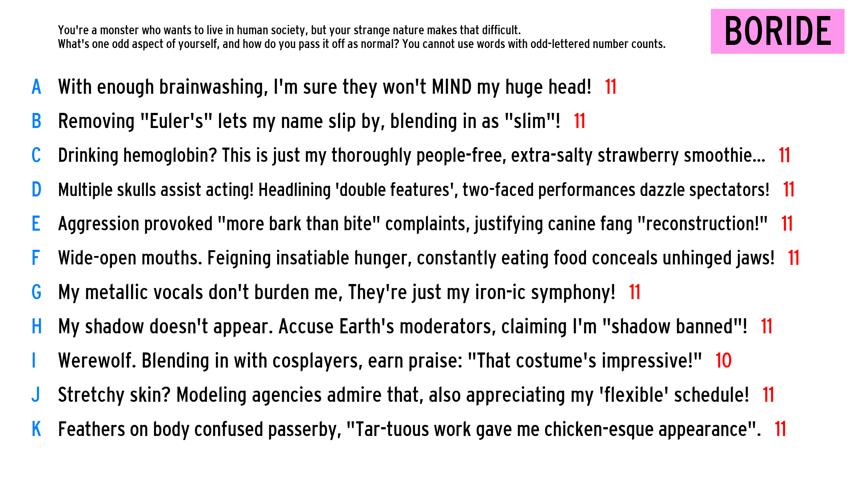 You're a monster who wants to live in human society, but your strange nature makes that difficult.
What's one odd aspect of yourself, and how do you pass it off as normal? You cannot use words with odd-lettered number counts.
BORIDE
A With enough brainwashing, I'm sure they won't MIND my huge head! 11
B Removing "Euler's" lets my name slip by, blending in as "slim"! 11
C Drinking hemoglobin? This is just my thoroughly people-free, extra-salty strawberry smoothie... 11
D Multiple skulls assist acting! Headlining 'double features', two-faced performances dazzle spectators! 11
E Aggression provoked "more bark than bite" complaints, justifying canine fang "reconstruction!" 11
F Wide-open mouths. Feigning insatiable hunger, constantly eating food conceals unhinged jaws! 11
G My metallic vocals don't burden me, They're just my iron-ic symphony! 11
H My shadow doesn't appear. Accuse Earth's moderators, claiming I'm "shadow banned"! 11
I Werewolf. Blending in with cosplayers, earn praise: "That costume's impressive!" 10
J Stretchy skin? Modeling agencies admire that, also appreciating my 'flexible' schedule! 11
K Feathers on body confused passerby, "Tar-tuous work gave me chicken-esque appearance". 11